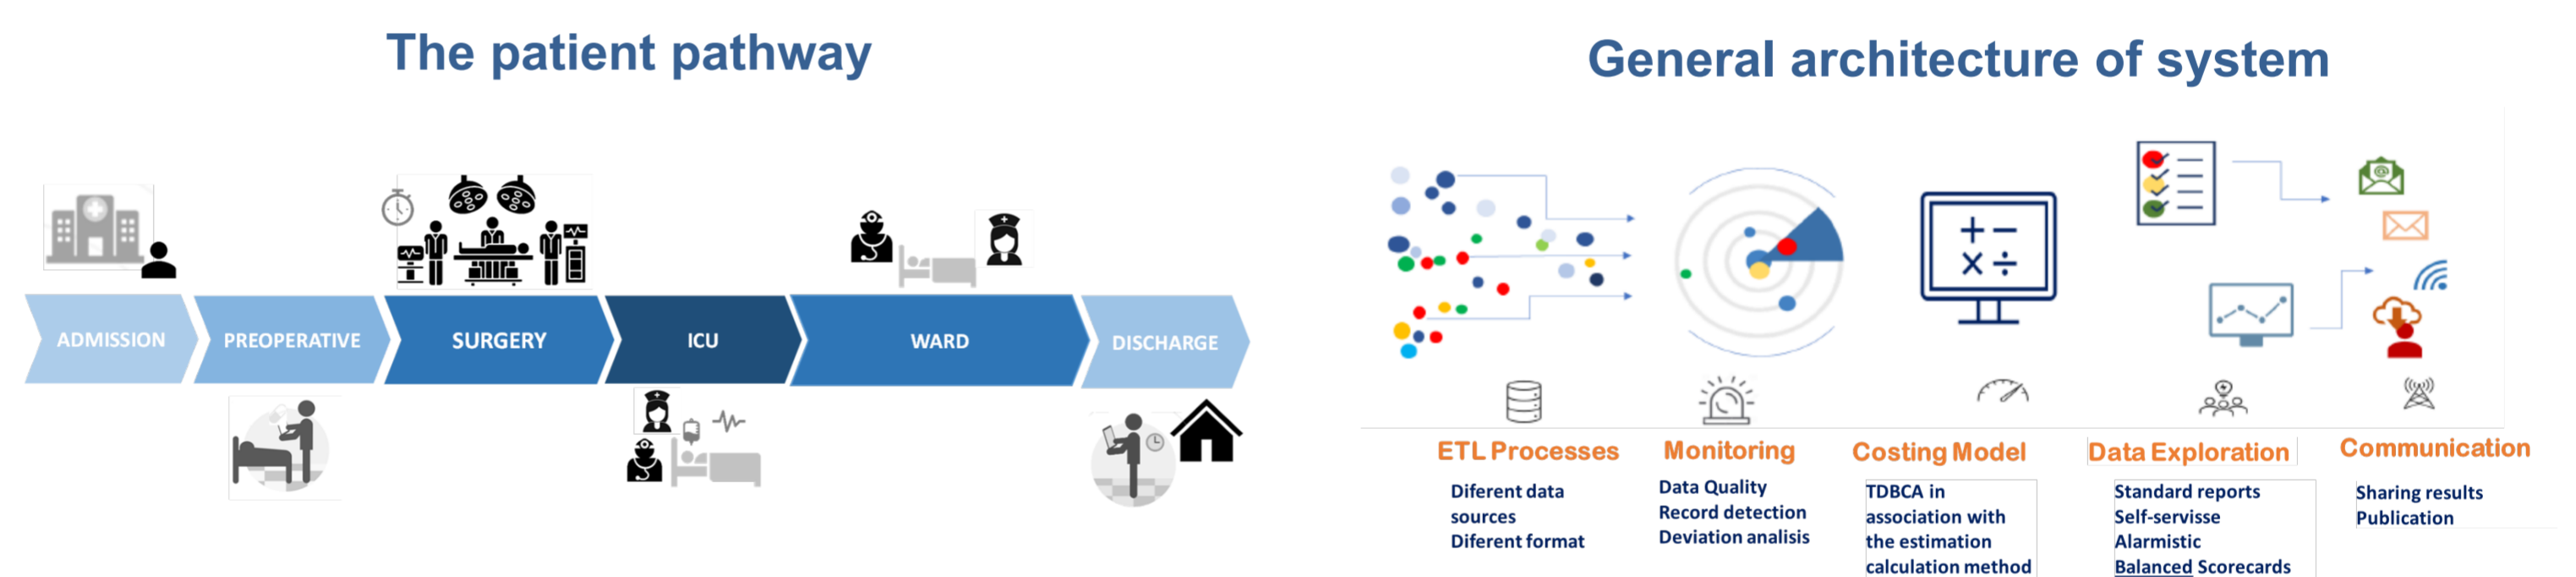 The patient pathway
ADMISSION
PREOPERATIVE
SURGERY
ICU
WARD
DISCHARGE
General architecture of system
@
ETL Processes
Diferent data
sources
Diferent format
Monitoring
Data Quality
Record detection
Deviation analisis
Costing Model
TDBCA in
association with
the estimation
calculation method
Data Exploration
Standard reports
Self-servisse
Alarmistic
Balanced Scorecards
Communication
Sharing results
Publication